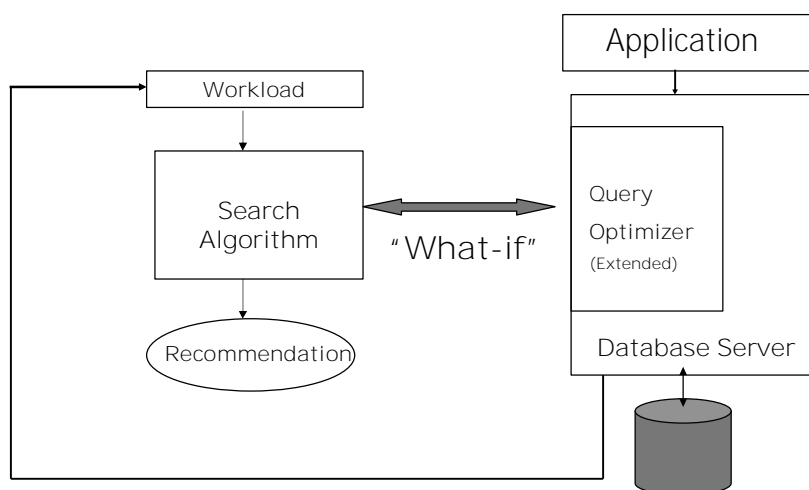 Application
Workload
Search
Algorithm
“What-if”
Query
Optimizer
(Extended)
Recommendation
Database Server